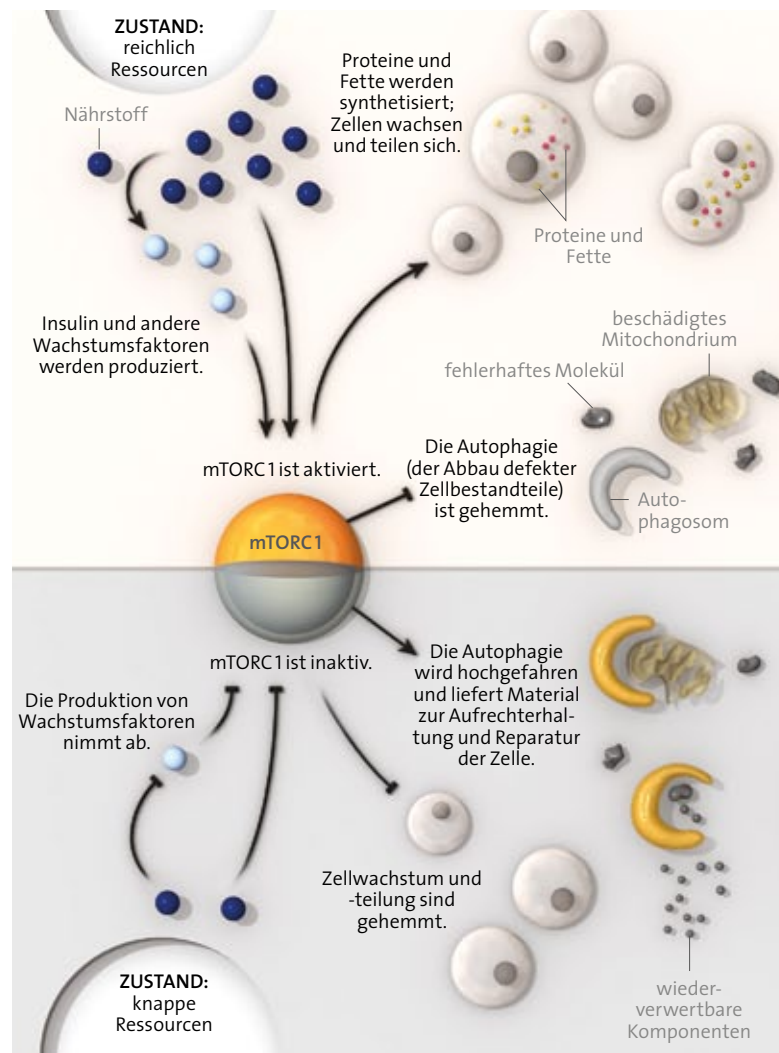 ZUSTAND:
reichlich
Ressourcen
Nährstoff
Proteine und
Fette werden
synthetisiert;
Zellen wachsen
und teilen sich.
Proteine und
Fette
Insulin und andere
Wachstumsfaktoren
werden produziert.
beschädigtes
Mitochondrium
fehlerhaftes Molekül
mTORC1 ist aktiviert.
Die Autophagie
(der Abbau defekter
Zellbestandteile)
ist gehemmt.
Auto-
phagosom
mTORC1
mTORC1 ist inaktiv.
Die Autophagie
wird hochgefahren
und liefert Material
zur Aufrechterhal-
tung und Reparatur
der Zelle.
Die Produktion von
Wachstumsfaktoren
nimmt ab.
Zellwachstum und
-teilung sind
gehemmt.
ZUSTAND:
knappe
Ressourcen
wieder-
verwertbare
Komponenten